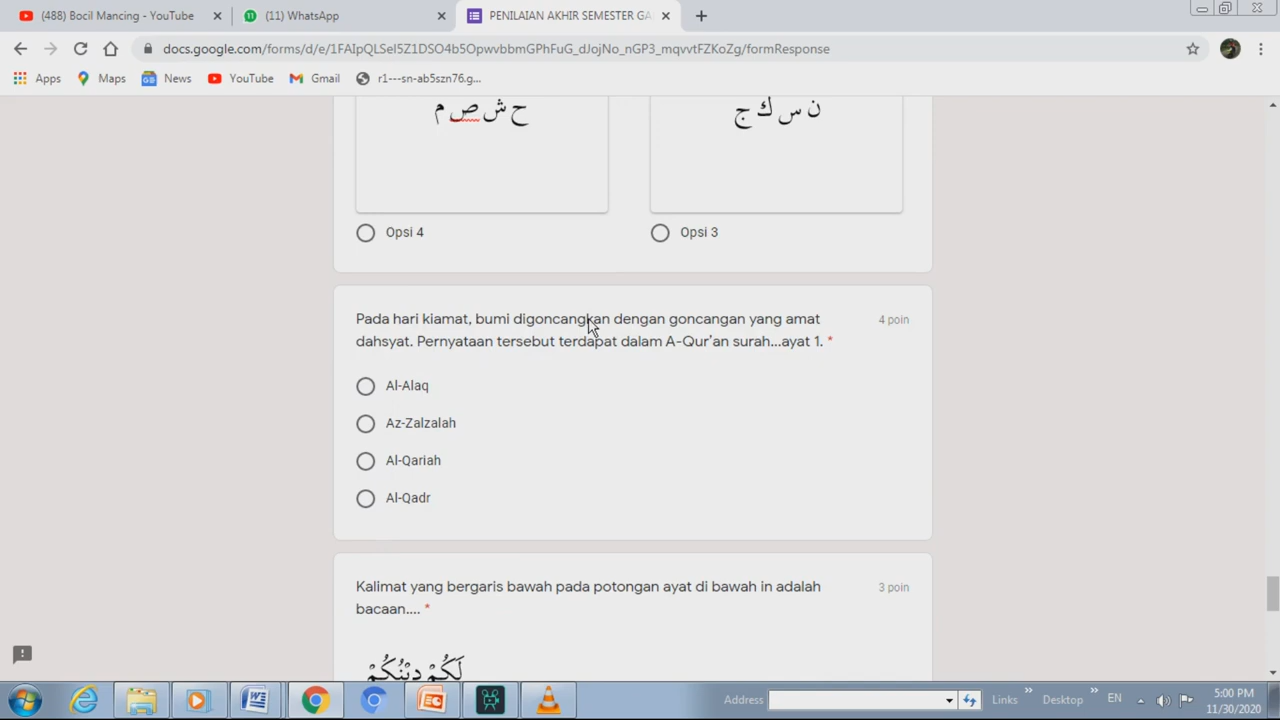 (488) Bocil Mancing - YouTube
(11) WhatsApp
PENILAIAN AKHIR SEMESTER GA
docs.google.com/forms/d/e/1FAIpQLSel5Z1DSO4b5OpwvbbmGPhFuG_dJojNo_nGP3_mqvvtFZKoZg/formResponse
Apps
Maps
News
YouTube
Gmail
r1---sn-ab5szn76.g...
ح ش ص م
ن س ك ج
Opsi 4
Opsi 3
Pada hari kiamat, bumi digoncangkan dengan goncangan yang amat
4 poin
dahsyat. Pernyataan tersebut terdapat dalam A-Qur'an surah...ayat 1. *
Al-Alaq
Az-Zalzalah
Al-Qariah
Al-Qadr
Kalimat yang bergaris bawah pada potongan ayat di bawah in adalah
3 poin
bacaan.... *
لَكُمْ دِيْنُكُمْ
Address
Links
Desktop
EN
5:00 PM
11/30/2020